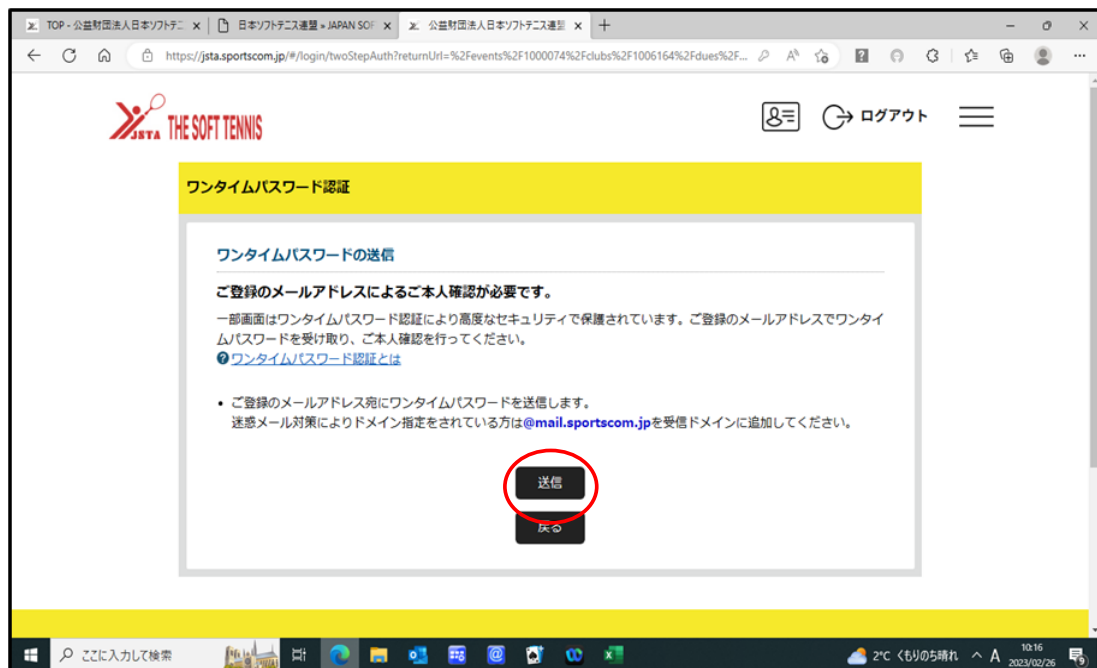 TOP - 公益財団法人日本ソフトテニ
日本ソフトテニス連盟 » JAPAN SOF
公益財団法人日本ソフトテニス連盟
https://jsta.sportscom.jp/#/login/twoStepAuth?returnUrl=%2Fevents%2F1000074%2Fclubs%2F1006164%2Fdues%2F...
JSTA THE SOFT TENNIS
ログアウト
ワンタイムパスワード認証
ワンタイムパスワードの送信
ご登録のメールアドレスによるご本人確認が必要です。
一部画面はワンタイムパスワード認証により高度なセキュリティで保護されています。ご登録のメールアドレスでワンタイ
ムパスワードを受け取り、ご本人確認を行ってください。
ワンタイムパスワード認証とは
• ご登録のメールアドレス宛にワンタイムパスワードを送信します。
迷惑メール対策によりドメイン指定をされている方は@mail.sportscom.jpを受信ドメインに追加してください。
送信
戻る
ここに入力して検索
2°C くもりのち晴れ
A
10:16
2023/02/26
9